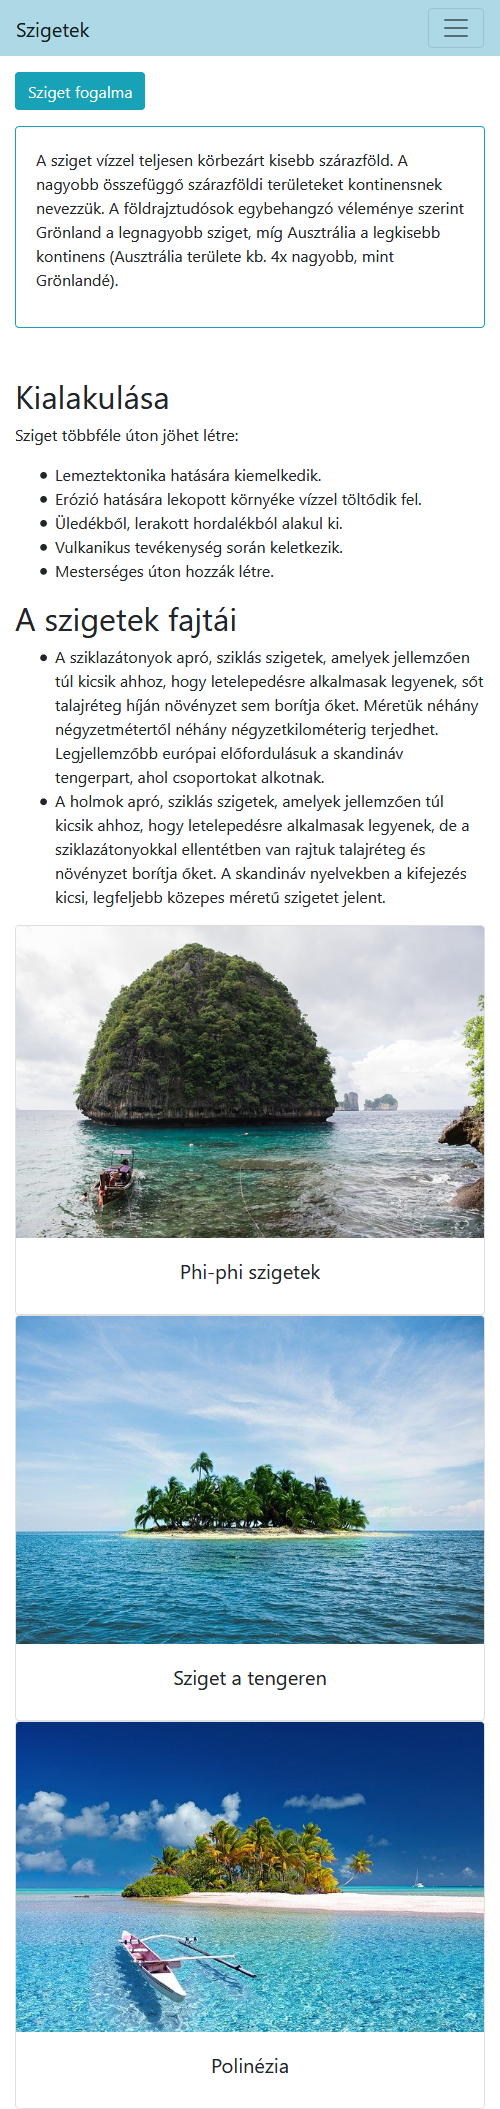 Szigetek
Sziget fogalma
A sziget vízzel teljesen körbezárt kisebb szárazföld. A
nagyobb összefüggő szárazföldi területeket kontinensnek
nevezzük. A földrajztudósok egybehangzó véleménye szerint
Grönland a legnagyobb sziget, míg Ausztrália a legkisebb
kontinens (Ausztrália területe kb. 4x nagyobb, mint
Grönlandé).
Kialakulása
Sziget többféle úton jöhet létre:
• Lemeztektonika hatására kiemelkedik.
• Erózió hatására lekopott környéke vízzel töltődik fel.
• Üledékből, lerakott hordalékból alakul ki.
• Vulkanikus tevékenység során keletkezik.
• Mesterséges úton hozzák létre.
A szigetek fajtái
• A sziklazátonyok apró, sziklás szigetek, amelyek jellemzően
túl kicsik ahhoz, hogy letelepedésre alkalmasak legyenek, sőt
talajréteg híján növényzet sem borítja őket. Méretük néhány
négyzetmétertől néhány négyzetkilométerig terjedhet.
Legjellemzőbb európai előfordulásuk a skandináv
tengerpart, ahol csoportokat alkotnak.
• A holmok apró, sziklás szigetek, amelyek jellemzően túl
kicsik ahhoz, hogy letelepedésre alkalmasak legyenek, de a
sziklazátonyokkal ellentétben van rajtuk talajréteg és
növényzet borítja őket. A skandináv nyelvekben a kifejezés
kicsi, legfeljebb közepes méretű szigetet jelent.
Phi-phi szigetek
Sziget a tengeren
Polinézia